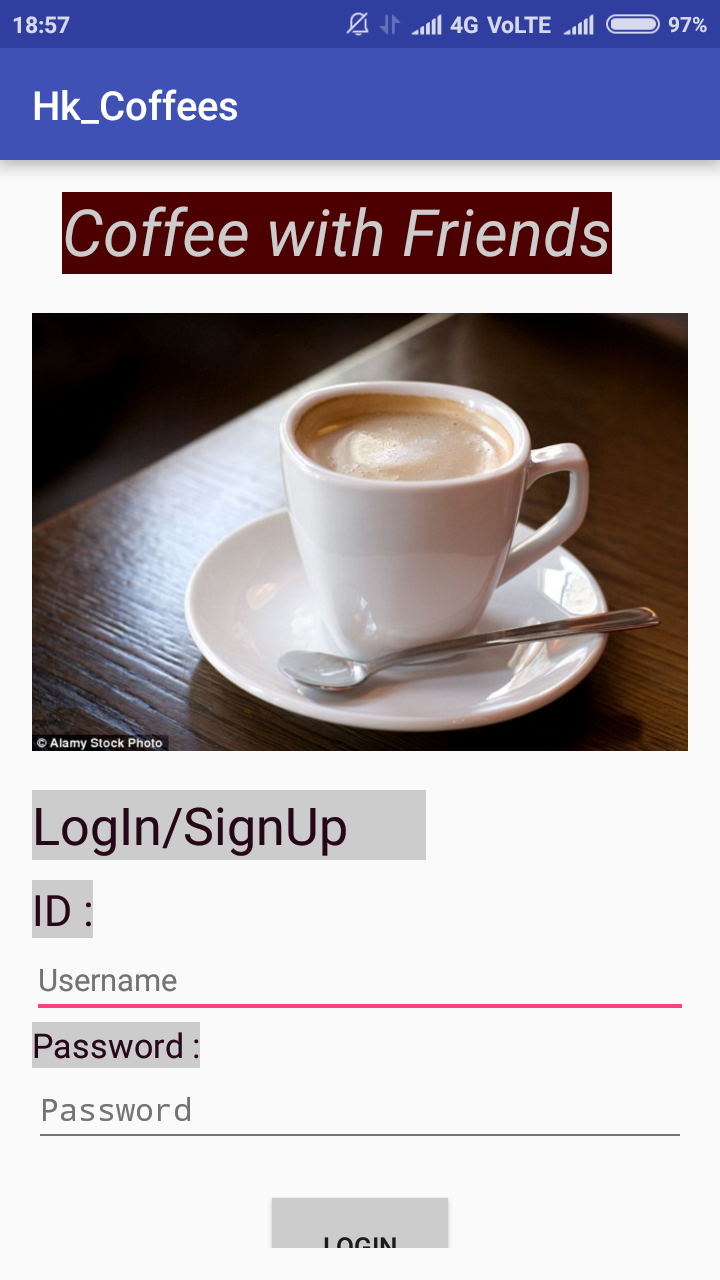 18:57 4G VoLTE 97%
Hk_Coffees
Coffee with Friends
© Alamy Stock Photo
LogIn/SignUp
ID :
Username
Password :
Password
LOGIN